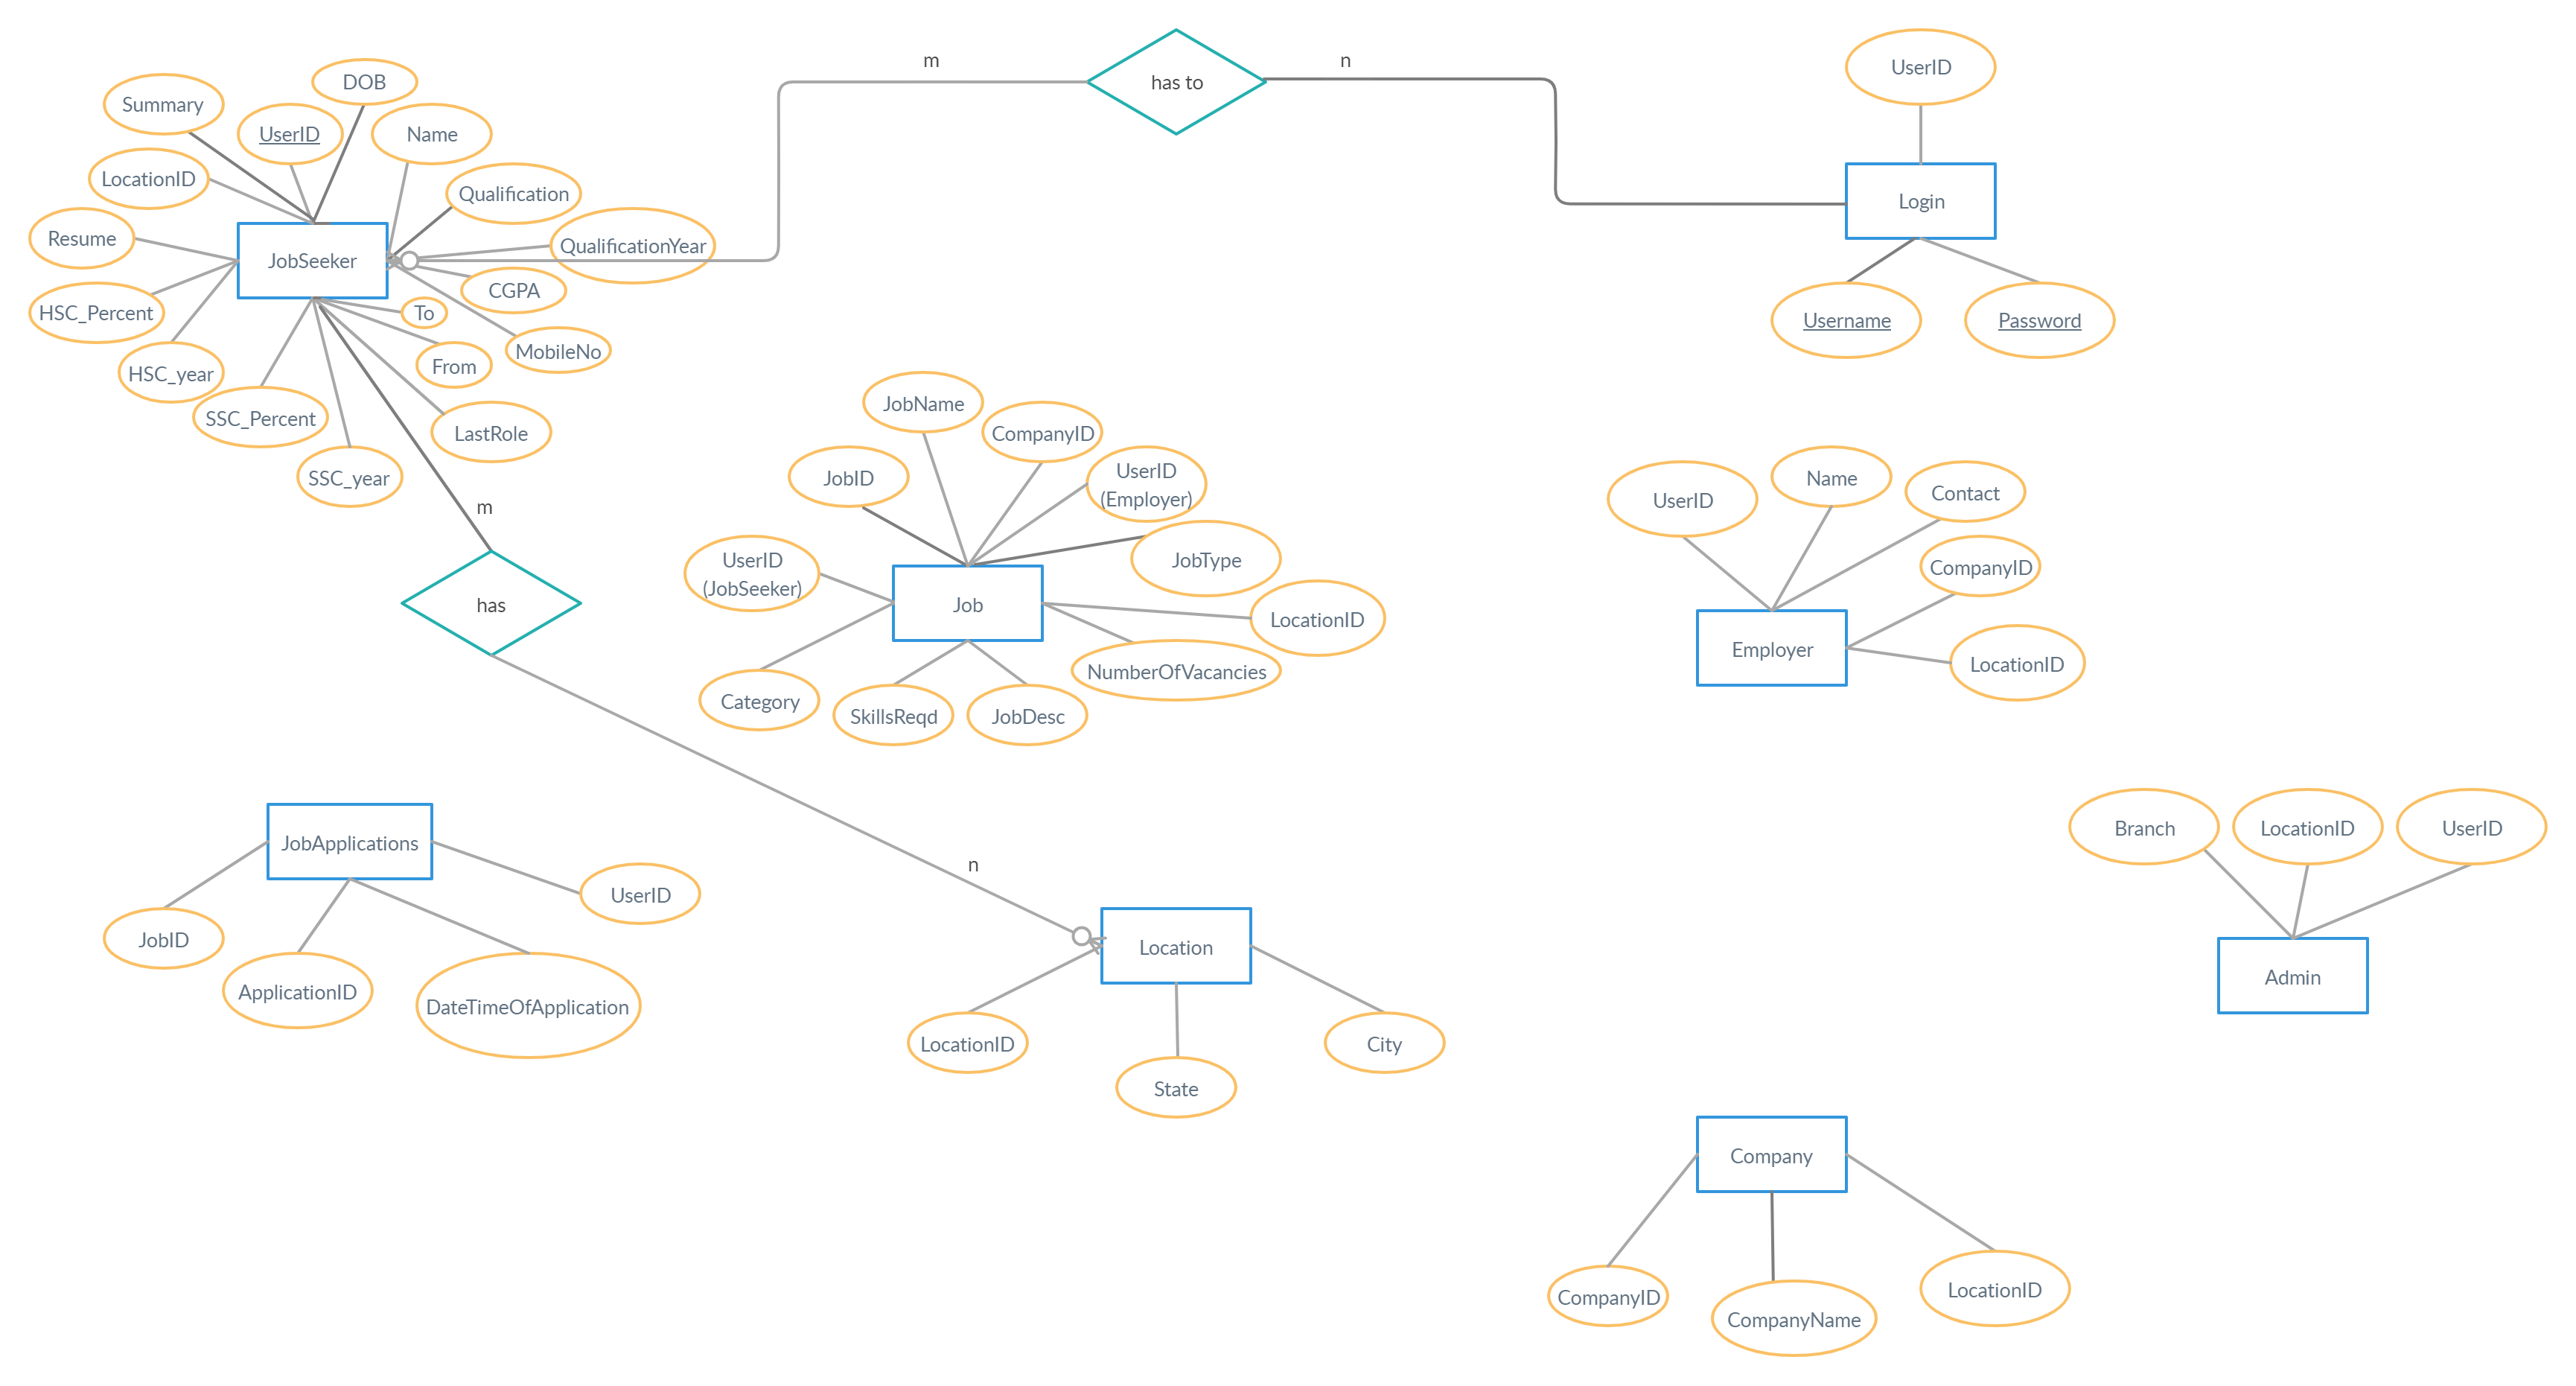 m
has to
n
UserID
DOB
Summary
UserID
Name
LocationID
Qualification
Login
Resume
QualificationYear
JobSeeker
CGPA
HSC_Percent
To
MobileNo
Username
Password
From
HSC_year
SSC_Percent
LastRole
SSC_year
m
has
JobName
CompanyID
JobID
UserID
(Employer)
UserID
(JobSeeker)
JobType
Job
LocationID
NumberOfVacancies
Category
SkillsReqd
JobDesc
UserID
Name
Contact
CompanyID
Employer
LocationID
JobApplications
UserID
JobID
ApplicationID
DateTimeOfApplication
n
Location
LocationID
State
City
Branch
LocationID
UserID
Admin
Company
CompanyID
CompanyName
LocationID